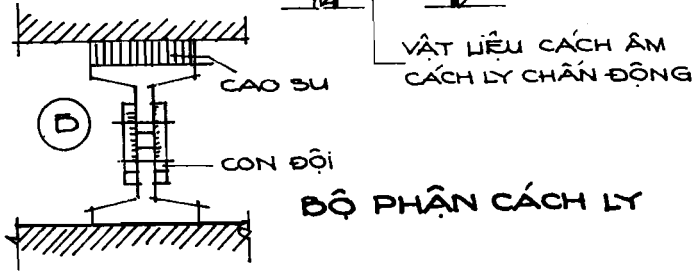 VẬT LIỆU CÁCH ÂM
CÁCH LY CHẤN ĐỘNG
CAO SU
D
CON ĐỘI
BỘ PHẬN CÁCH LY